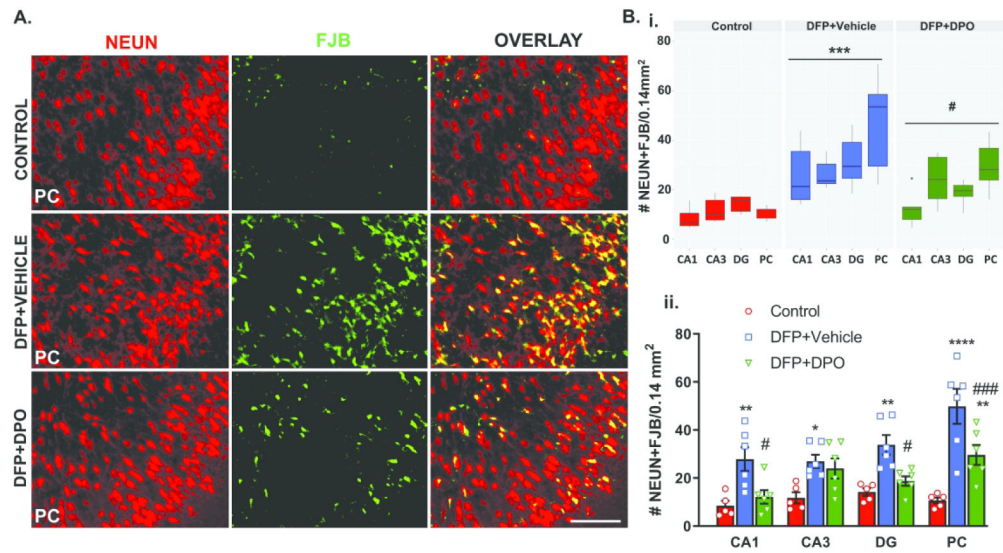 A.
NEUN FJB OVERLAY
CONTROL
PC
DFP+VEHICLE
PC
DFP+DPO
PC
B. i.
Control DFP+Vehicle DFP+DPO
# NEUN+FJB/0.14mm²
80
60
40
20
0
***
#
CA1 CA3 DG PC CA1 CA3 DG PC CA1 CA3 DG PC
ii.
Control
DFP+Vehicle
DFP+DPO
# NEUN+FJB/0.14 mm²
80
60
40
20
0
** # * ** # **** ### **
CA1 CA3 DG PC